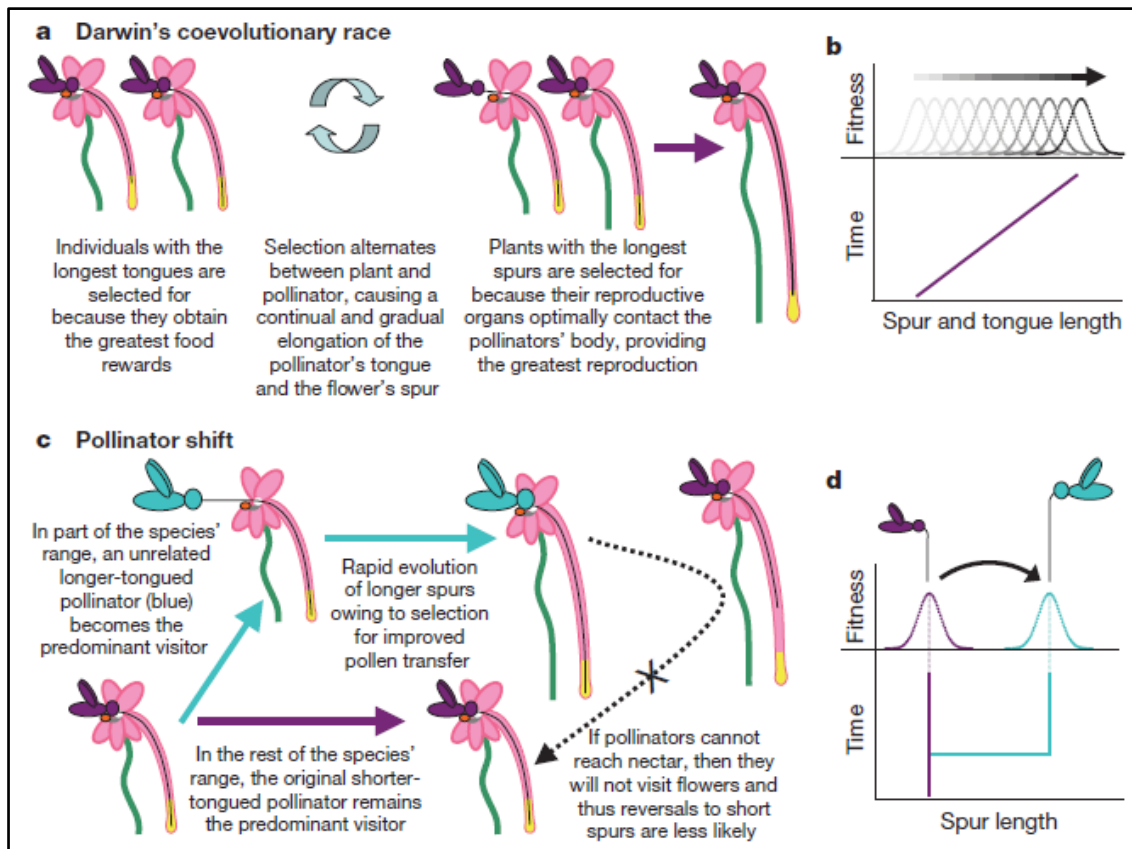 a Darwin's coevolutionary race
Individuals with the
longest tongues are
selected for
because they obtain
the greatest food
rewards
Selection alternates
between plant and
pollinator, causing a
continual and gradual
elongation of the
pollinator's tongue
and the flower's spur
Plants with the longest
spurs are selected for
because their reproductive
organs optimally contact the
pollinators' body, providing
the greatest reproduction
b
Fitness
Time
Spur and tongue length
c Pollinator shift
In part of the species'
range, an unrelated
longer-tongued
pollinator (blue)
becomes the
predominant visitor
Rapid evolution
of longer spurs
owing to selection
for improved
pollen transfer
In the rest of the species'
range, the original shorter-
tongued pollinator remains
the predominant visitor
X
If pollinators cannot
reach nectar, then they
will not visit flowers and
thus reversals to short
spurs are less likely
d
Fitness
Time
Spur length